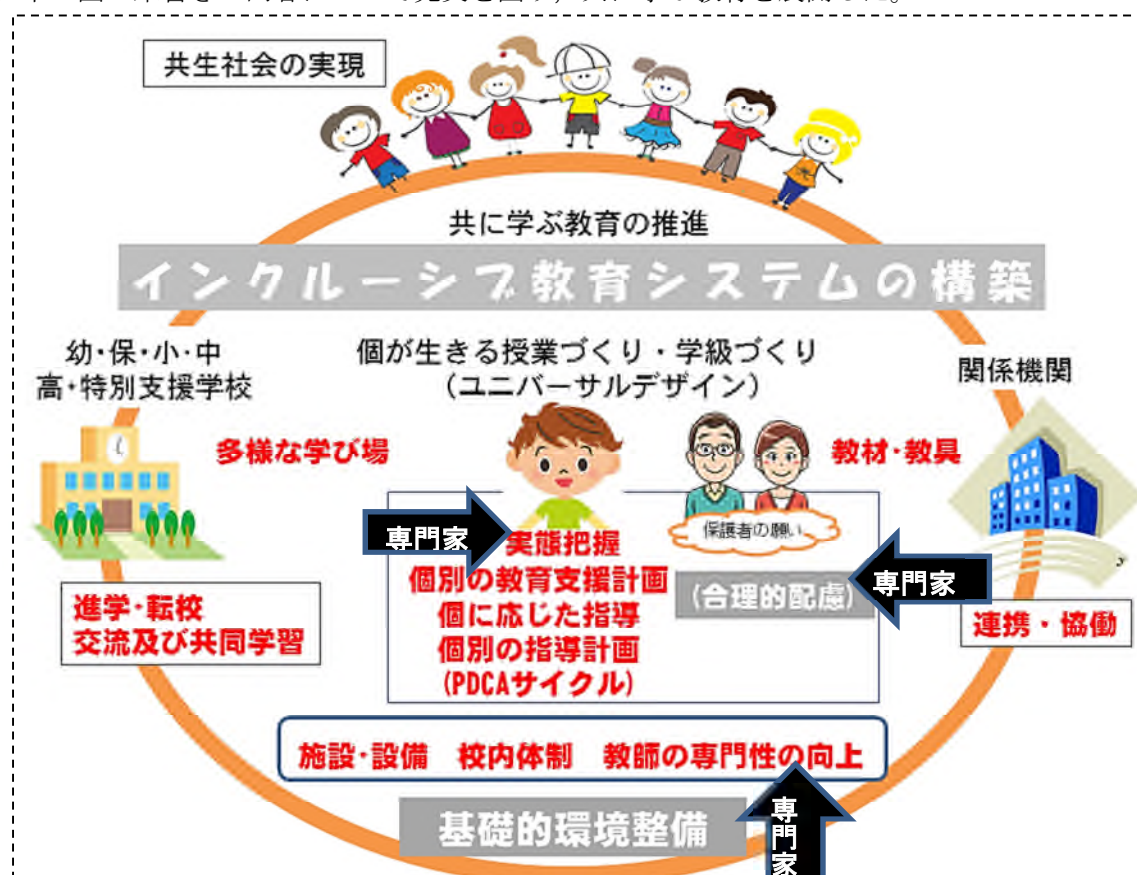 共生社会の実現
共に学ぶ教育の推進
インクルーシブ教育システムの構築
幼・保・小・中
高・特別支援学校
個が生きる授業づくり・学級づくり
(ユニバーサルデザイン)
関係機関
多様な学び場
教材・教具
専門家
実態把握
保護者の願い
個別の教育支援計画
(合理的配慮)
専門家
個に応じた指導
個別の指導計画
(PDCAサイクル)
進学・転校
交流及び共同学習
連携・協働
施設・設備 校内体制 教師の専門性の向上
基礎的環境整備
専門家